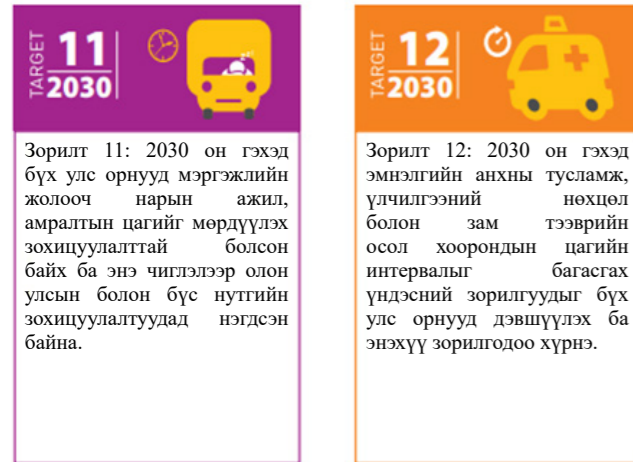 TARGET
11
2030
Зорилт 11: 2030 он гэхэд
бүх улс орнууд мэргэжлийн
жолооч нарын ажил,
амралтын цагийг мөрдүүлэх
зохицуулалттай болсон
байх ба энэ чиглэлээр олон
улсын болон бүс нутгийн
зохицуулалтуудад нэгдсэн
байна.
TARGET
12
2030
Зорилт 12: 2030 он гэхэд
эмнэлгийн анхны тусламж,
үлчилгээний нөхцөл
болон зам тээврийн
осол хоорондын цагийн
интервалыг багасгах
үндэсний зорилгуудыг бүх
улс орнууд дэвшүүлэх ба
энэхүү зорилгодоо хүрнэ.